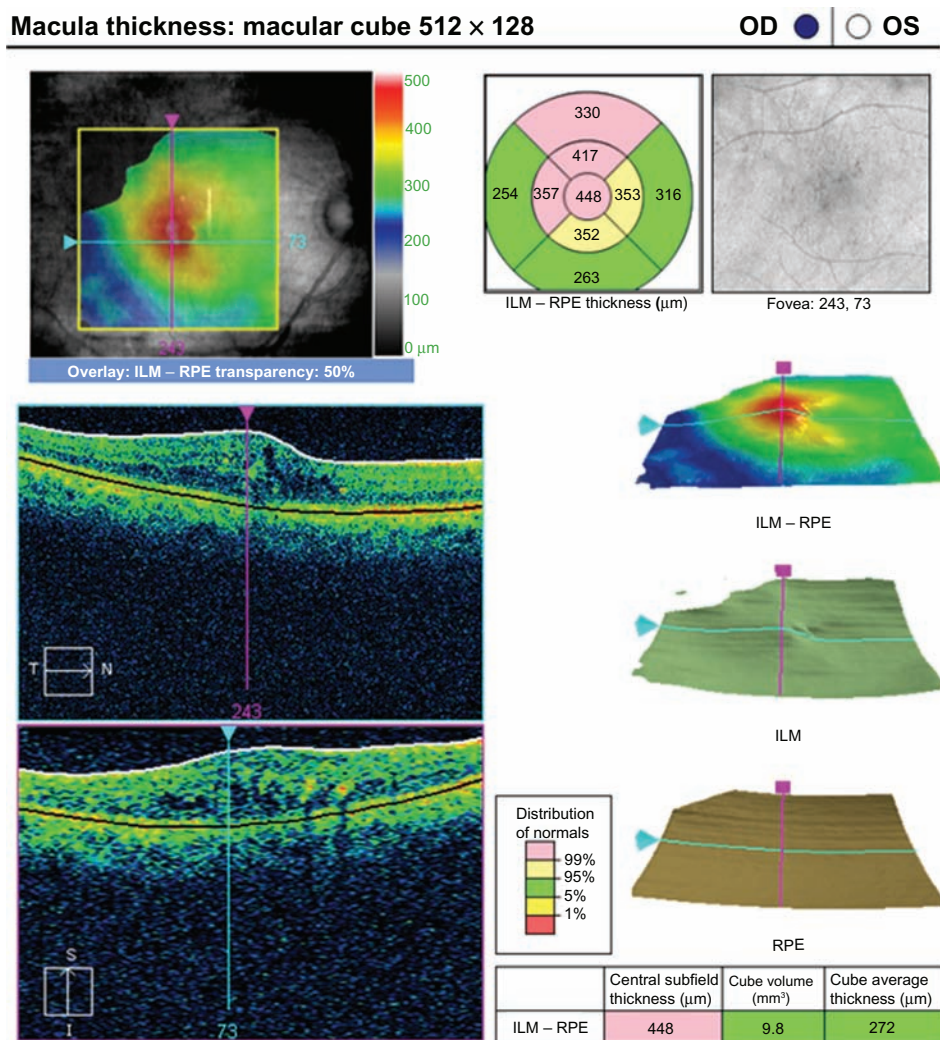 Macula thickness: macular cube 512 × 128
OD OS
500
400
300
200
100
0 μm
73
243
Overlay: ILM – RPE transparency: 50%
330
417
254 357 448 353 316
352
263
ILM – RPE thickness (μm)
Fovea: 243, 73
T N
243
ILM – RPE
ILM
S
I
73
Distribution
of normals
99%
95%
5%
1%
RPE
Central subfield
thickness (μm)
Cube volume
(mm³)
Cube average
thickness (μm)
ILM – RPE 448 9.8 272